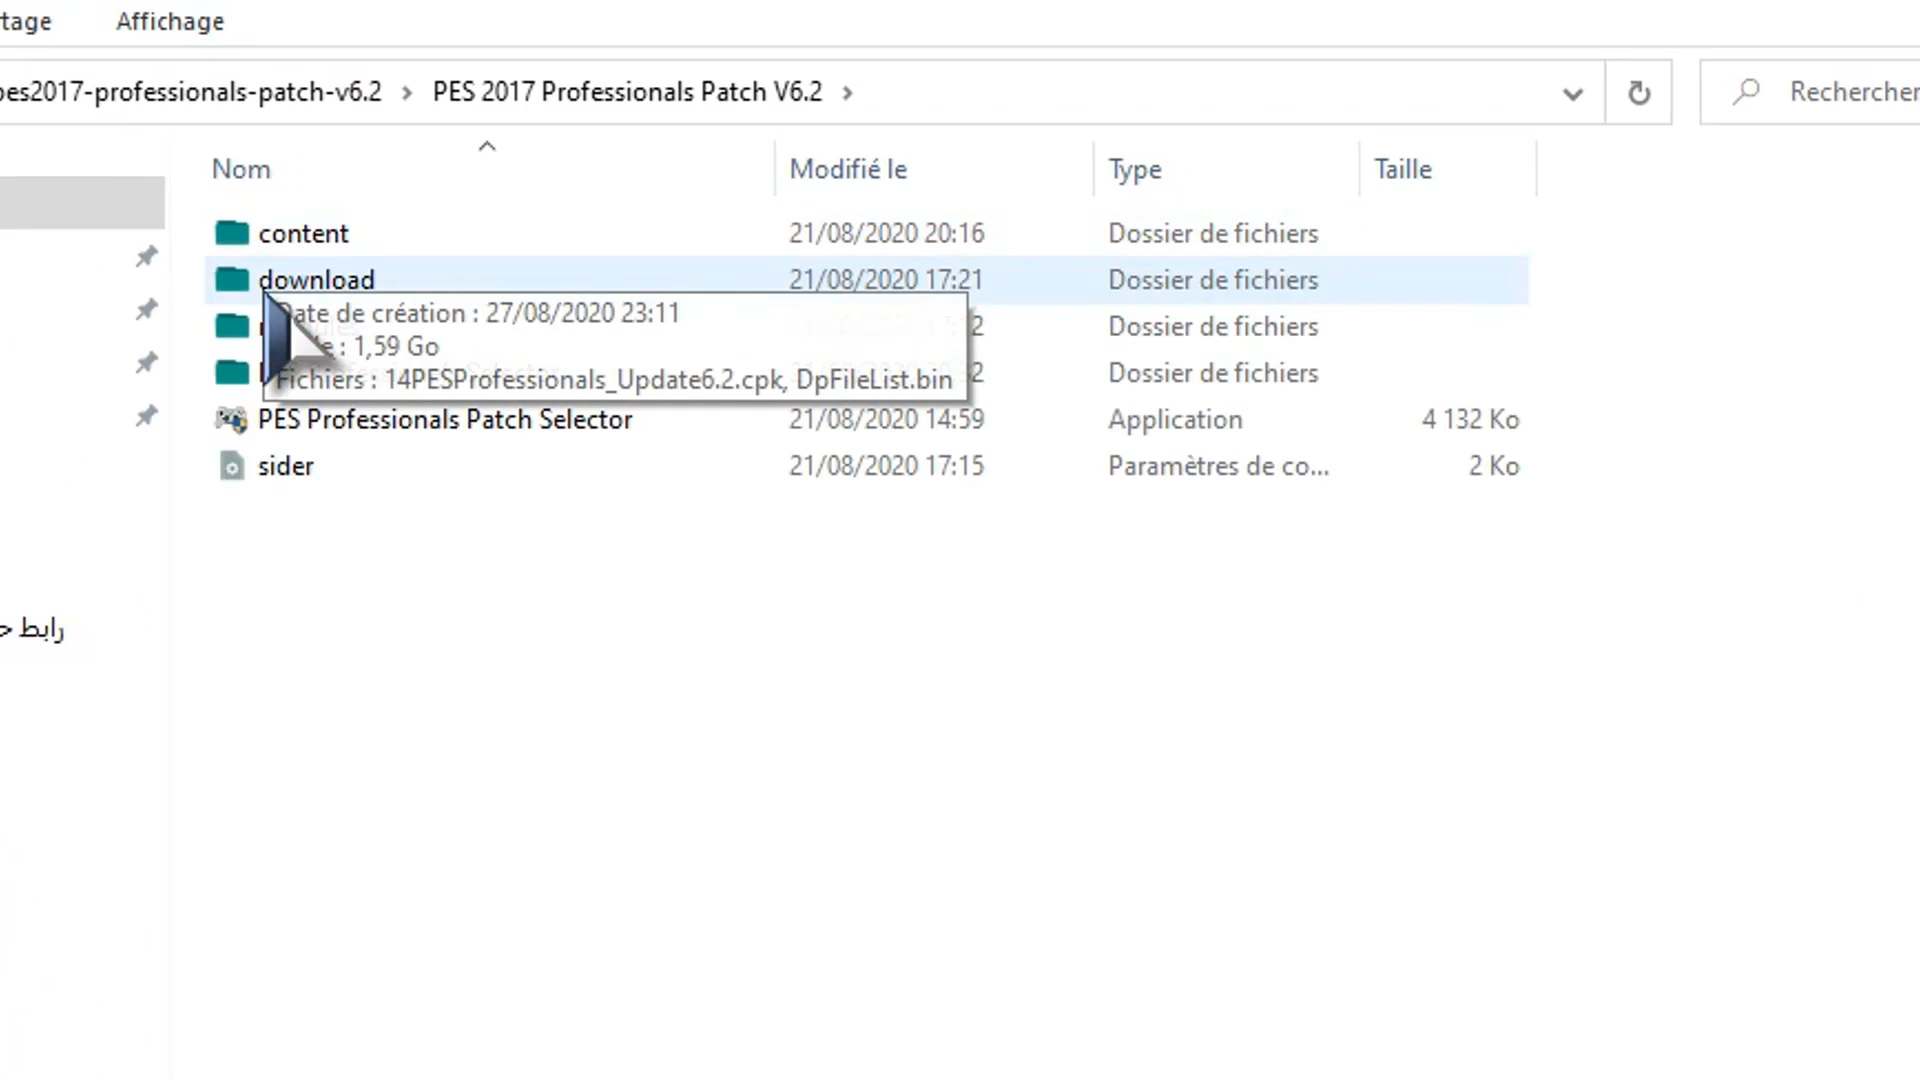 Affichage
pes2017-professionals-patch-v6.2 > PES 2017 Professionals Patch V6.2 >
Rechercher
Nom Modifié le Type Taille
content 21/08/2020 20:16 Dossier de fichiers
download 21/08/2020 17:21 Dossier de fichiers
Date de création : 27/08/2020 23:11
Dossier de fichiers
: 1,59 Go
Dossier de fichiers
Fichiers : 14PESProfessionals_Update6.2.cpk, DpFileList.bin
PES Professionals Patch Selector 21/08/2020 14:59 Application 4 132 Ko
sider 21/08/2020 17:15 Paramètres de co... 2 Ko
رابط